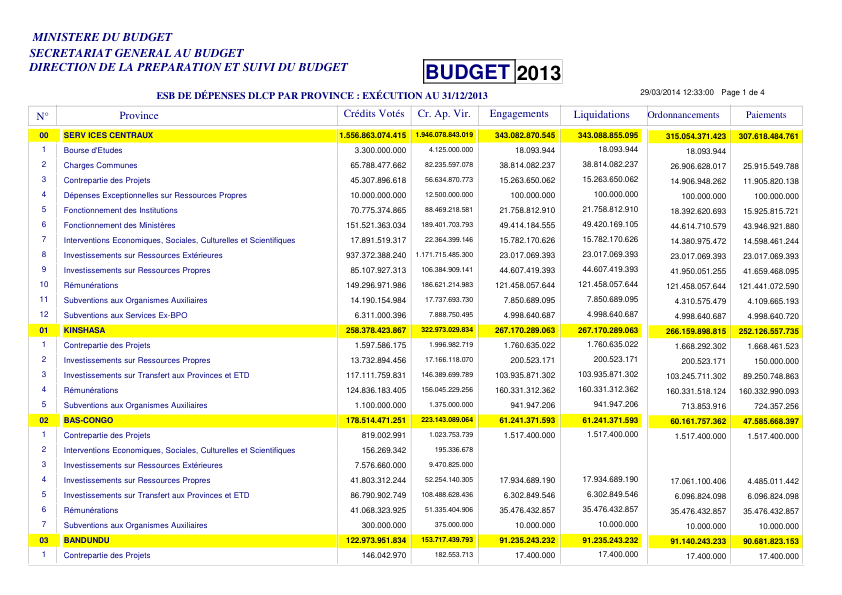 MINISTERE DU BUDGET
SECRETARIAT GENERAL AU BUDGET
DIRECTION DE LA PREPARATION ET SUIVI DU BUDGET
BUDGET 2013
29/03/2014 12:33:00 Page 1 de 4
ESB DE DÉPENSES DLCP PAR PROVINCE : EXÉCUTION AU 31/12/2013
N° Province Crédits Votés Cr. Ap. Vir. Engagements Liquidations Ordonnancements Paiements
00 SERVICES CENTRAUX 1.556.863.074.415 1.946.078.843.019 343.082.870.545 343.088.855.095 315.054.371.423 307.618.484.761
1 Bourse d'Etudes 3.300.000.000 4.125.000.000 18.093.944 18.093.944 18.093.944
2 Charges Communes 65.788.477.662 82.235.597.078 38.814.082.237 38.814.082.237 26.906.628.017 25.915.549.788
3 Contrepartie des Projets 45.307.896.618 56.634.870.773 15.263.650.062 15.263.650.062 14.906.948.262 11.905.820.138
4 Dépenses Exceptionnelles sur Ressources Propres 10.000.000.000 12.500.000.000 100.000.000 100.000.000 100.000.000 100.000.000
5 Fonctionnement des Institutions 70.775.374.865 88.469.218.581 21.758.812.910 21.758.812.910 18.392.620.693 15.925.815.721
6 Fonctionnement des Ministères 151.521.363.034 189.401.703.793 49.414.184.555 49.420.169.105 44.614.710.579 43.946.921.880
7 Interventions Economiques, Sociales, Culturelles et Scientifiques 17.891.519.317 22.364.399.146 15.782.170.626 15.782.170.626 14.380.975.472 14.598.461.244
8 Investissements sur Ressources Extérieures 937.372.388.240 1.171.715.485.300 23.017.069.393 23.017.069.393 23.017.069.393 23.017.069.393
9 Investissements sur Ressources Propres 85.107.927.313 106.384.909.141 44.607.419.393 44.607.419.393 41.950.051.255 41.659.468.095
10 Rémunérations 149.296.971.986 186.621.214.983 121.458.057.644 121.458.057.644 121.458.057.644 121.441.072.590
11 Subventions aux Organismes Auxiliaires 14.190.154.984 17.737.693.730 7.850.689.095 7.850.689.095 4.310.575.479 4.109.665.193
12 Subventions aux Services Ex-BPO 6.311.000.396 7.888.750.495 4.998.640.687 4.998.640.687 4.998.640.687 4.998.640.720
01 KINSHASA 258.378.423.867 322.973.029.834 267.170.289.063 267.170.289.063 266.159.898.815 252.126.557.735
1 Contrepartie des Projets 1.597.586.175 1.996.982.719 1.760.635.022 1.760.635.022 1.668.292.302 1.668.461.523
2 Investissements sur Ressources Propres 13.732.894.456 17.166.118.070 200.523.171 200.523.171 200.523.171 150.000.000
3 Investissements sur Transfert aux Provinces et ETD 117.111.759.831 146.389.699.789 103.935.871.302 103.935.871.302 103.245.711.302 89.250.748.863
4 Rémunérations 124.836.183.405 156.045.229.256 160.331.312.362 160.331.312.362 160.331.518.124 160.332.990.093
5 Subventions aux Organismes Auxiliaires 1.100.000.000 1.375.000.000 941.947.206 941.947.206 713.853.916 724.357.256
02 BAS-CONGO 178.514.471.251 223.143.089.064 61.241.371.593 61.241.371.593 60.161.757.362 47.585.668.397
1 Contrepartie des Projets 819.002.991 1.023.753.739 1.517.400.000 1.517.400.000 1.517.400.000 1.517.400.000
2 Interventions Economiques, Sociales, Culturelles et Scientifiques 156.269.342 195.336.678
3 Investissements sur Ressources Extérieures 7.576.660.000 9.470.825.000
4 Investissements sur Ressources Propres 41.803.312.244 52.254.140.305 17.934.689.190 17.934.689.190 17.061.100.406 4.485.011.442
5 Investissements sur Transfert aux Provinces et ETD 86.790.902.749 108.488.628.436 6.302.849.546 6.302.849.546 6.096.824.098 6.096.824.098
6 Rémunérations 41.068.323.925 51.335.404.906 35.476.432.857 35.476.432.857 35.476.432.857 35.476.432.857
7 Subventions aux Organismes Auxiliaires 300.000.000 375.000.000 10.000.000 10.000.000 10.000.000 10.000.000
03 BANDUNDU 122.973.951.834 153.717.439.793 91.235.243.232 91.235.243.232 91.140.243.233 90.681.823.153
1 Contrepartie des Projets 146.042.970 182.553.713 17.400.000 17.400.000 17.400.000 17.400.000